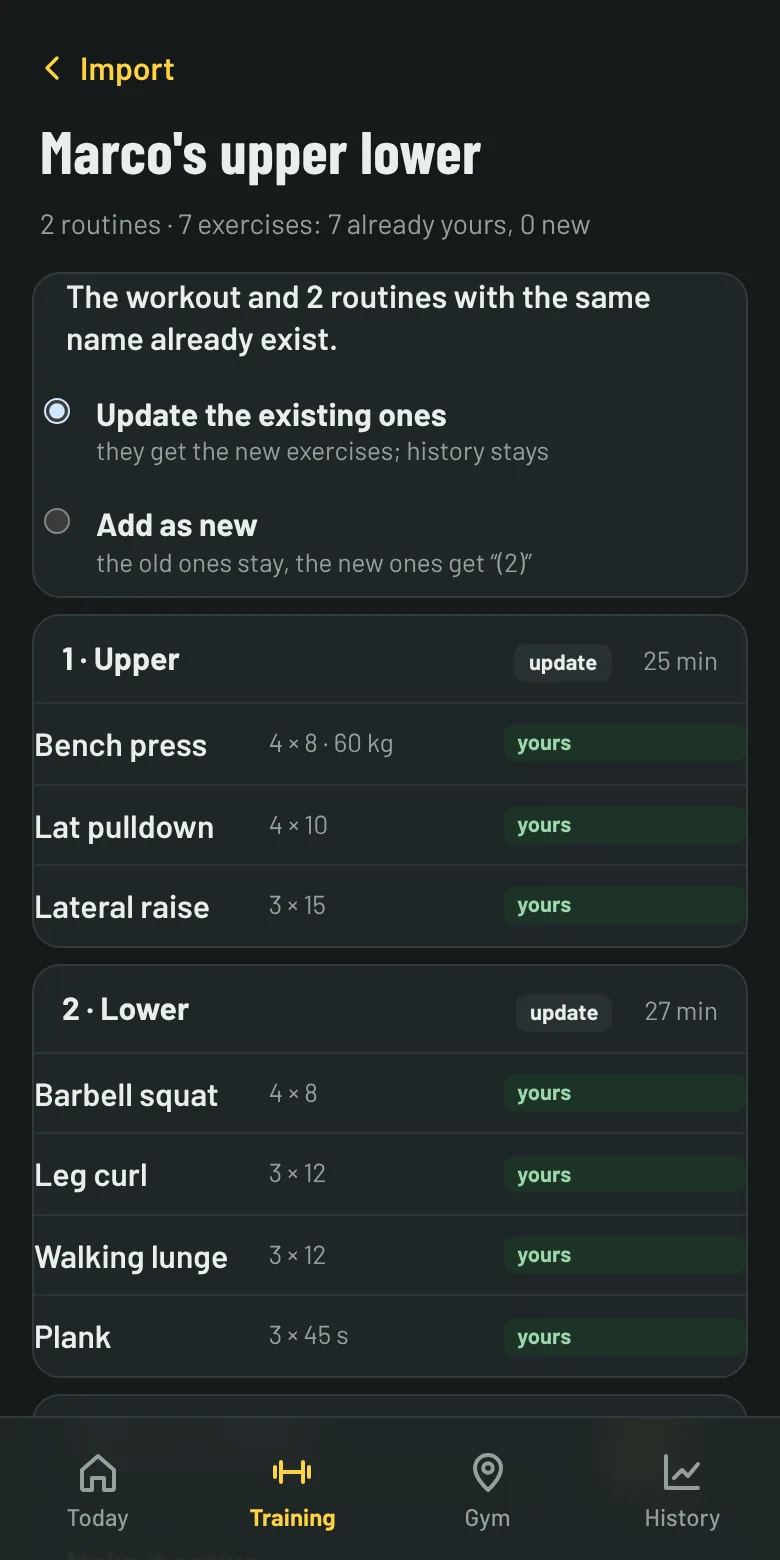 Import
Marco's upper lower
2 routines · 7 exercises: 7 already yours, 0 new
The workout and 2 routines with the same
name already exist.
Update the existing ones
they get the new exercises; history stays
Add as new
the old ones stay, the new ones get “(2)”
1 · Upper update 25 min
Bench press 4 × 8 · 60 kg yours
Lat pulldown 4 × 10 yours
Lateral raise 3 × 15 yours
2 · Lower update 27 min
Barbell squat 4 × 8 yours
Leg curl 3 × 12 yours
Walking lunge 3 × 12 yours
Plank 3 × 45 s yours
Today Training Gym History